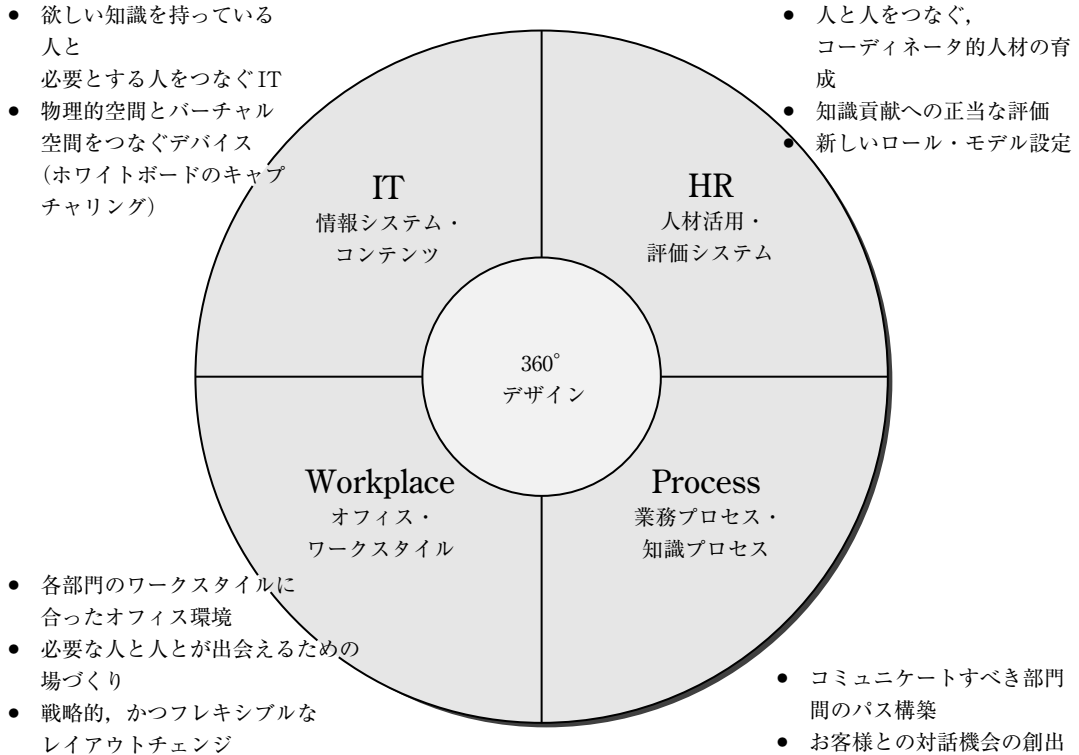 ● 欲しい知識を持っている
人と
必要とする人をつなぐIT
● 物理的空間とバーチャル
空間をつなぐデバイス
（ホワイトボードのキャプ
チャリング）
● 人と人をつなぐ，
コーディネータ的人材の育
成
● 知識貢献への正当な評価
● 新しいロール・モデル設定
IT
情報システム・
コンテンツ
HR
人材活用・
評価システム
360°
デザイン
Workplace
オフィス・
ワークスタイル
Process
業務プロセス・
知識プロセス
● 各部門のワークスタイルに
合ったオフィス環境
● 必要な人と人とが出会えるための
場づくり
● 戦略的，かつフレキシブルな
レイアウトチェンジ
● コミュニケートすべき部門
間のパス構築
● お客様との対話機会の創出